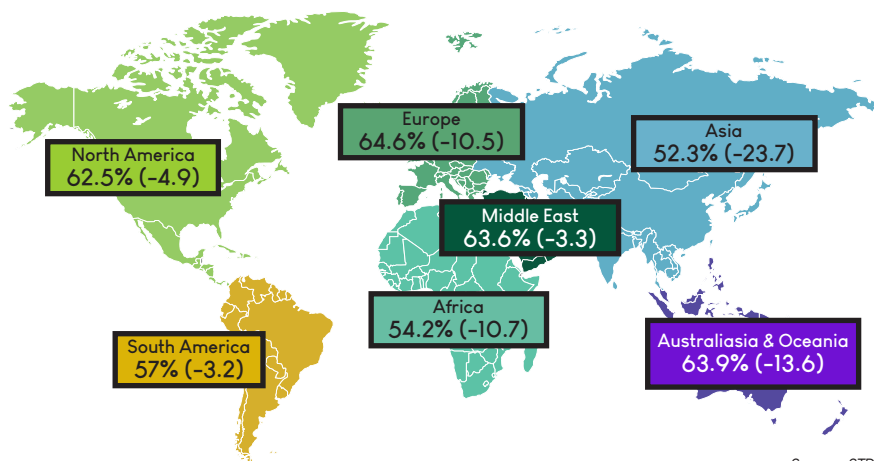 Europe
64.6% (-10.5)
Asia
52.3% (-23.7)
North America
62.5% (-4.9)
Middle East
63.6% (-3.3)
Africa
54.2% (-10.7)
South America
57% (-3.2)
Australiasia & Oceania
63.9% (-13.6)